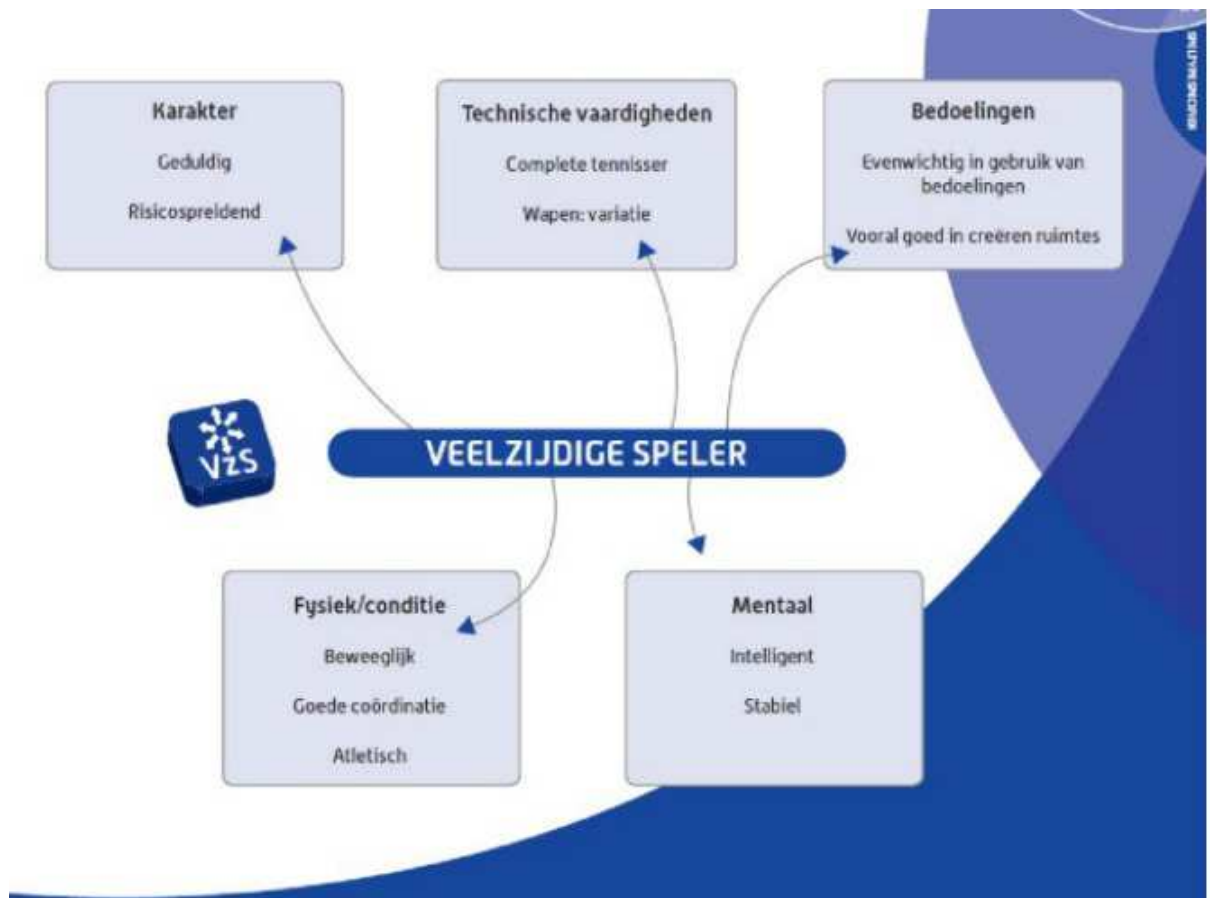 Karakter
Geduldig
Risicospreidend
Technische vaardigheden
Complete tennisser
Wapen: variatie
Bedoelingen
Evenwichtig in gebruik van
bedoelingen
Vooral goed in creëren ruimtes
VzS
VEELZIJDIGE SPELER
Fysiek/conditie
Beweeglijk
Goede coördinatie
Atletisch
Mentaal
Intelligent
Stabiel